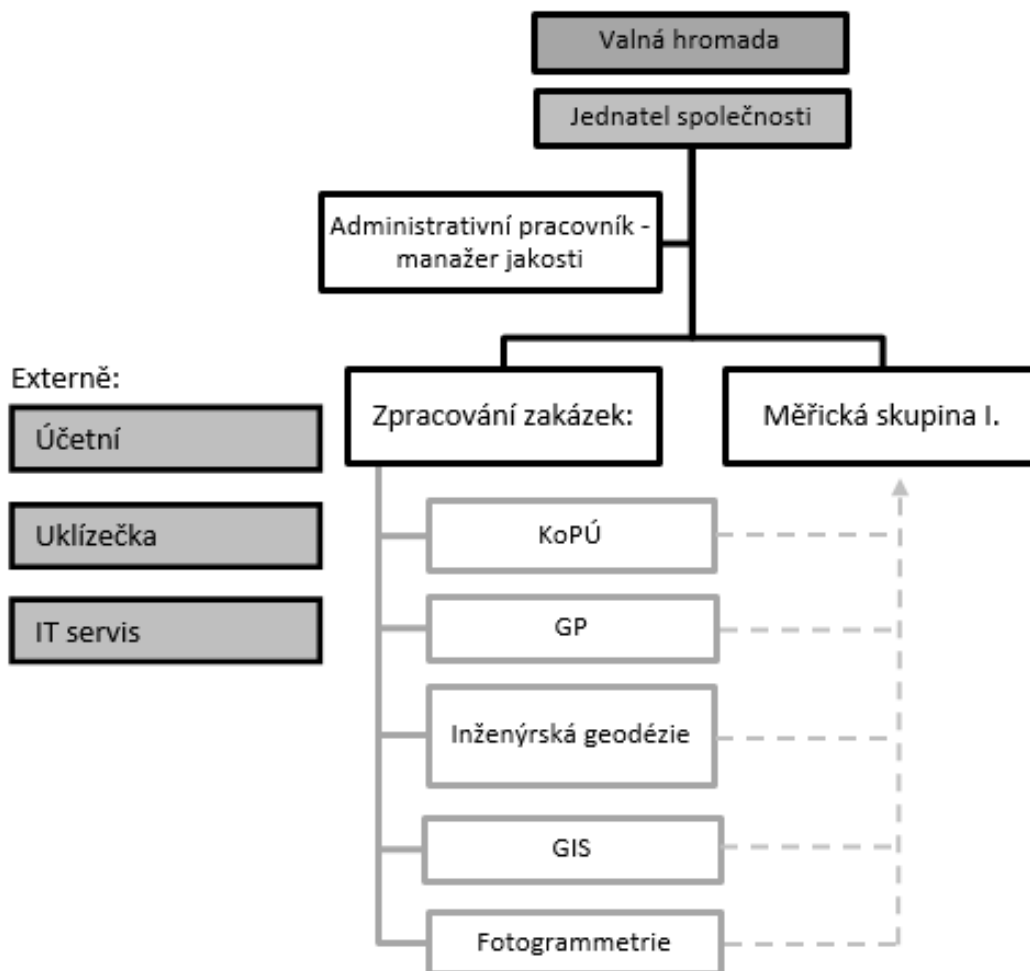 Valná hromada
Jednatel společnosti
Administrativní pracovník -
manažer jakosti
Externě:
Účetní
Uklízečka
IT servis
Zpracování zakázek:
Měřická skupina I.
KoPÚ
GP
Inženýrská geodézie
GIS
Fotogrammetrie